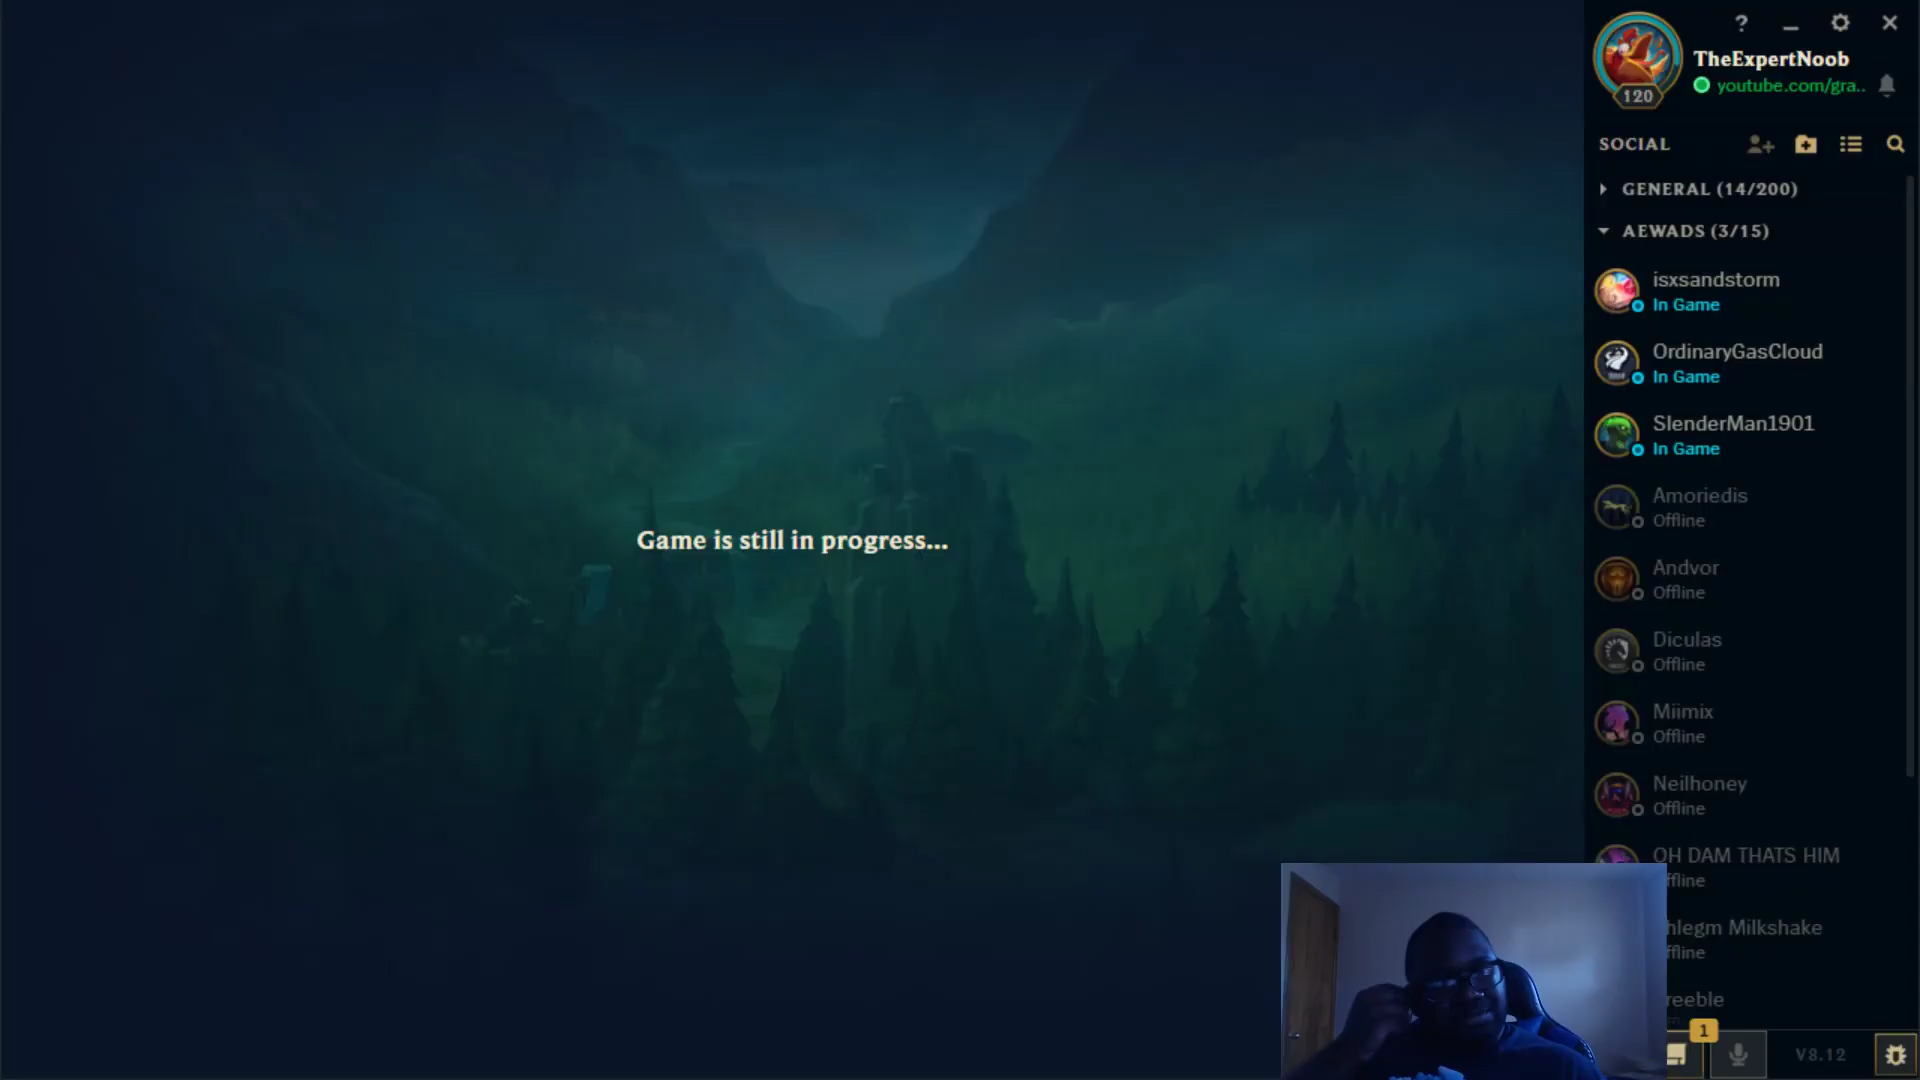 ?
TheExpertNoob
youtube.com/gra..
120
SOCIAL
GENERAL (14/200)
AEWADS (3/15)
isxsandstorm
In Game
OrdinaryGasCloud
In Game
SlenderMan1901
In Game
Amoriedis
Offline
Andvor
Offline
Game is still in progress...
Diculas
Offline
Miimix
Offline
Neilhoney
Offline
OH DAM THATS HIM
ffline
hlegm Milkshake
ffline
reeble
1
V8.12